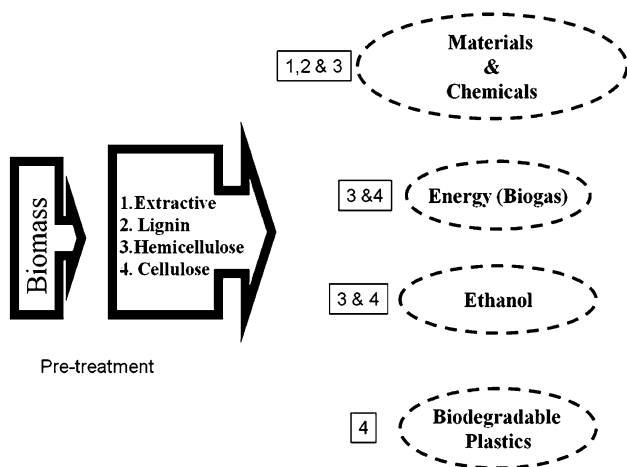 Materials
&
Chemicals
1,2 & 3
Energy (Biogas)
3 &4
Biomass
1.Extractive
2. Lignin
3.Hemicellulose
4. Cellulose
3 & 4
Ethanol
Pre-treatment
4
Biodegradable
Plastics